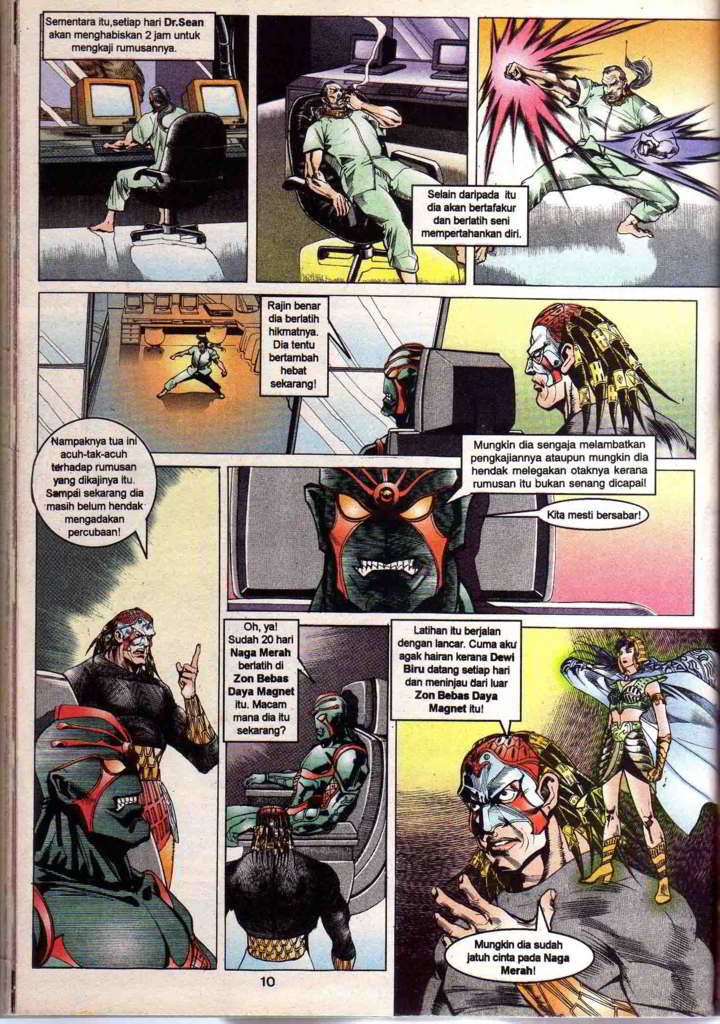 Sementara itu,setiap hari Dr.Sean
akan menghabiskan 2 jam untuk
mengkaji rumusannya.
Selain daripada itu
dia akan bertafakur
dan berlatih seni
mempertahankan diri.
Rajin benar
dia berlatih
hikmatnya.
Dia tentu
bertambah
hebat
sekarang!
Nampaknya tua ini
acuh-tak-acuh
terhadap rumusan
yang dikajinya itu.
Sampai sekarang dia
masih belum hendak
mengadakan
percubaan!
Mungkin dia sengaja melambatkan
pengkajiannya ataupun mungkin dia
hendak melegakan otaknya kerana
rumusan itu bukan senang dicapai!
Kita mesti bersabar!
Oh, ya!
Sudah 20 hari
Naga Merah
berlatih di
Zon Bebas
Daya Magnet
itu. Macam
mana dia itu
sekarang?
Latihan itu berjalan
dengan lancar. Cuma aku
agak hairan kerana Dewi
Biru datang setiap hari
dan meninjau dari luar
Zon Bebas Daya
Magnet itu!
Mungkin dia sudah
jatuh cinta pada Naga
Merah!
10